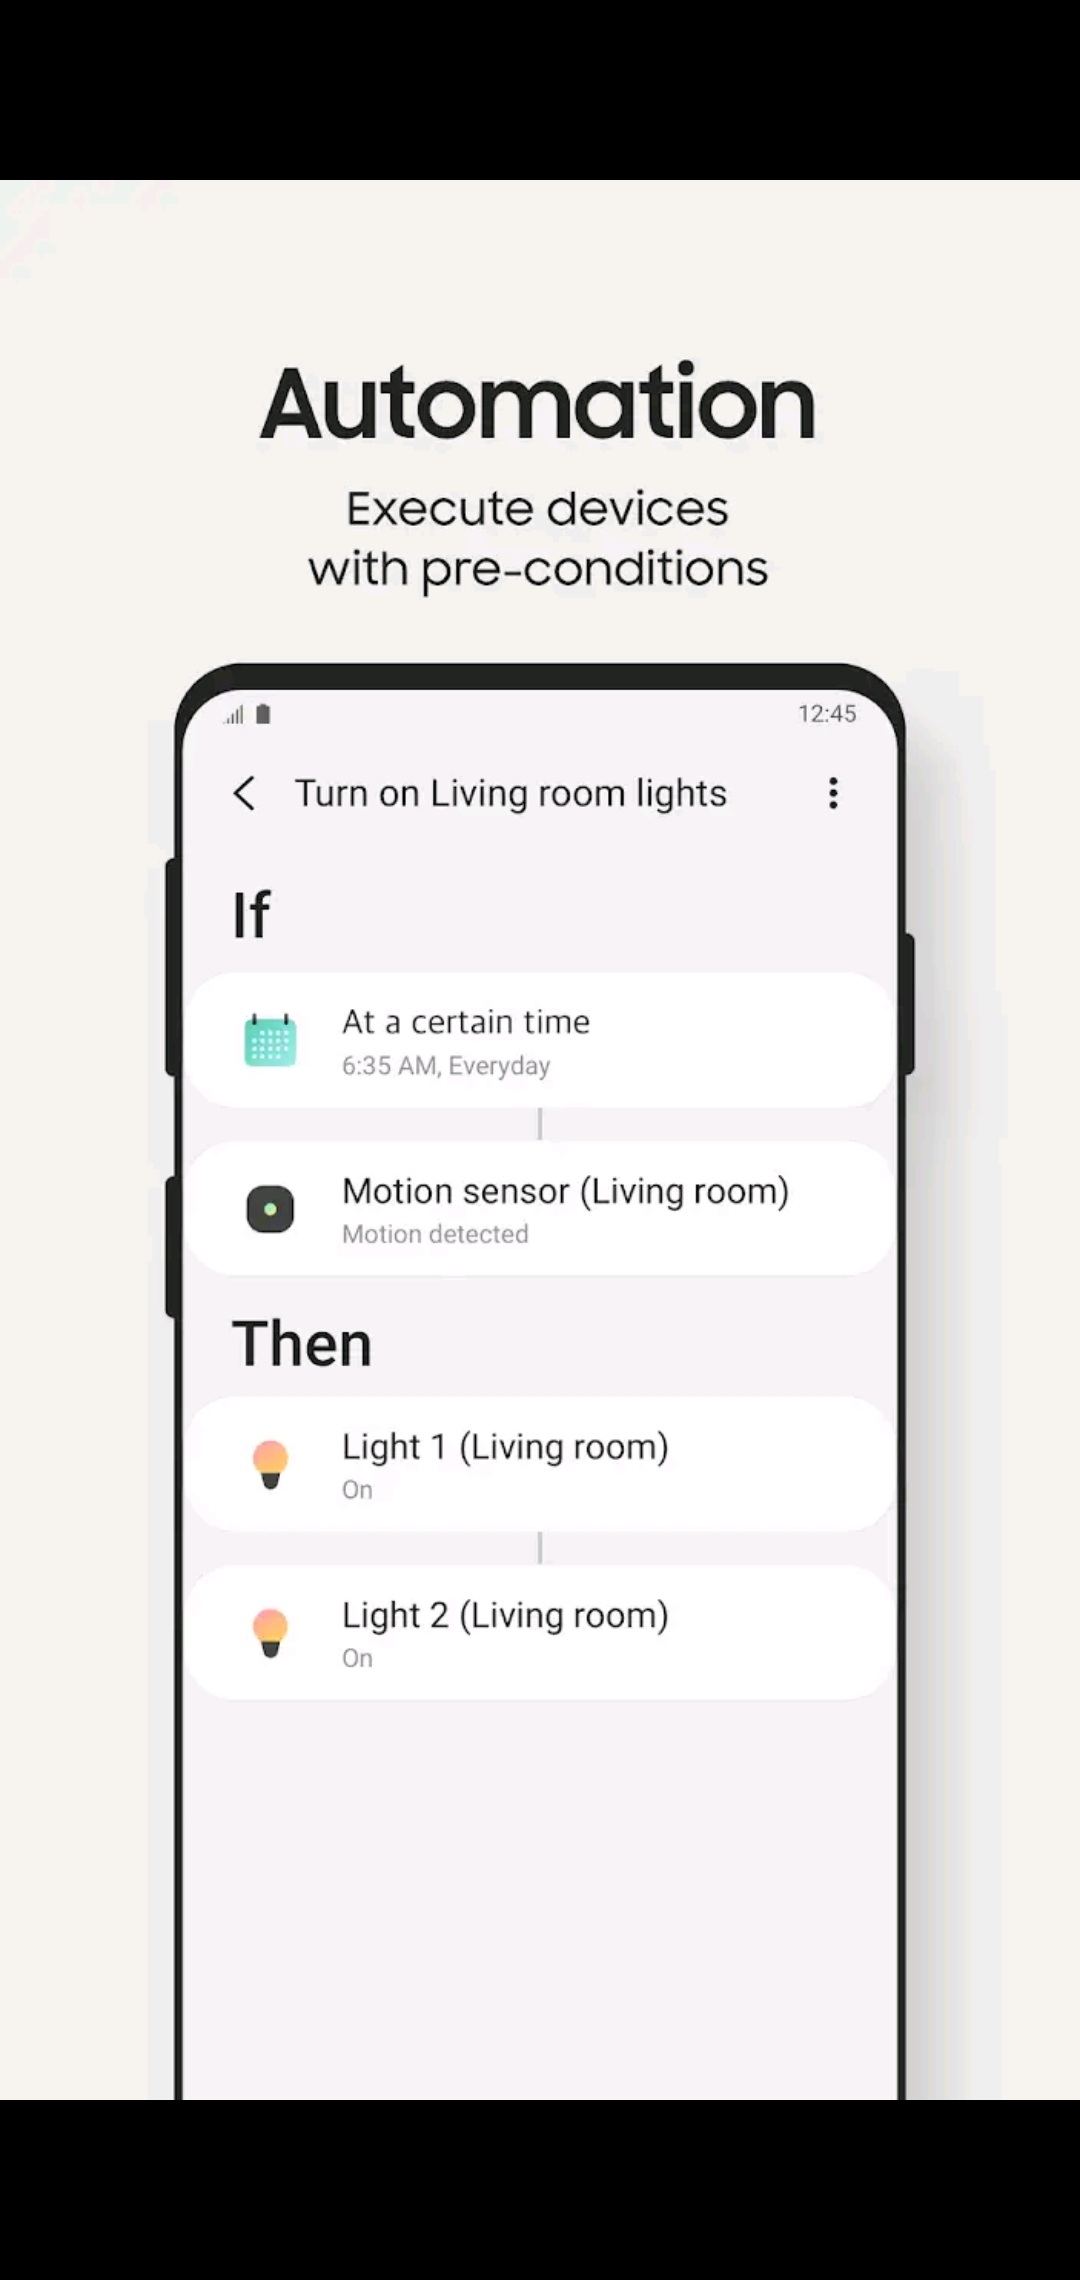 Automation
Execute devices
with pre-conditions
12:45
Turn on Living room lights
If
At a certain time
6:35 AM, Everyday
Motion sensor (Living room)
Motion detected
Then
Light 1 (Living room)
On
Light 2 (Living room)
On